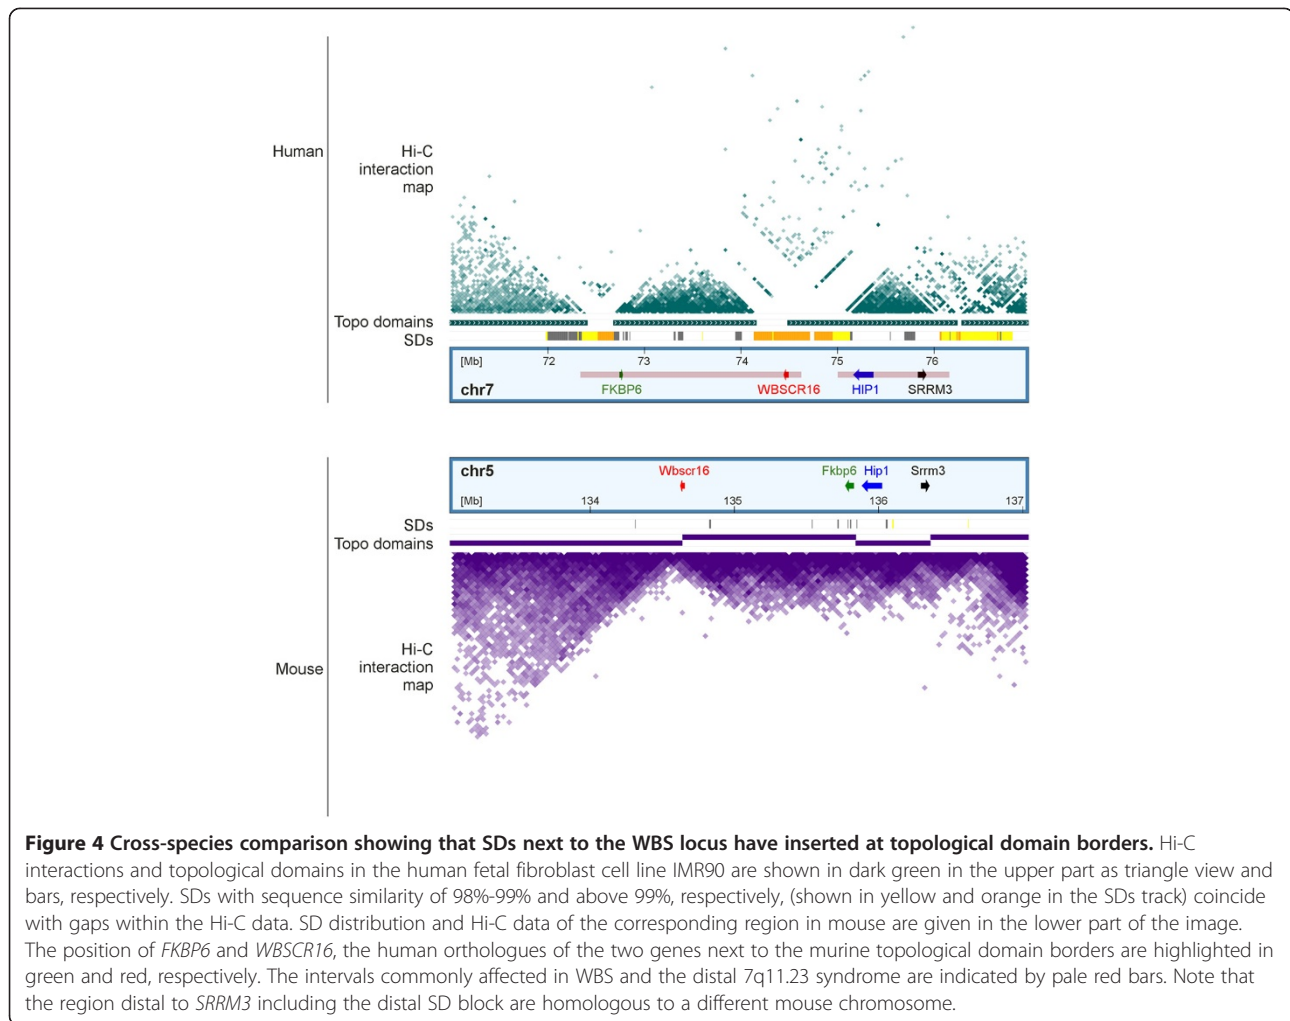 Human
Hi-C
interaction
map
Topo domains
SDs
[Mb] 72 73 74 75 76
chr7 FKBP6 WBSCR16 HIP1 SRRM3
chr5 Wbscr16 Fkbp6 Hip1 Srrm3
[Mb] 134 135 136 137
SDs
Topo domains
Hi-C
interaction
map
Mouse
Figure 4 Cross-species comparison showing that SDs next to the WBS locus have inserted at topological domain borders. Hi-C
interactions and topological domains in the human fetal fibroblast cell line IMR90 are shown in dark green in the upper part as triangle view and
bars, respectively. SDs with sequence similarity of 98%-99% and above 99%, respectively, (shown in yellow and orange in the SDs track) coincide
with gaps within the Hi-C data. SD distribution and Hi-C data of the corresponding region in mouse are given in the lower part of the image.
The position of FKBP6 and WBSCR16, the human orthologues of the two genes next to the murine topological domain borders are highlighted in
green and red, respectively. The intervals commonly affected in WBS and the distal 7q11.23 syndrome are indicated by pale red bars. Note that
the region distal to SRRM3 including the distal SD block are homologous to a different mouse chromosome.